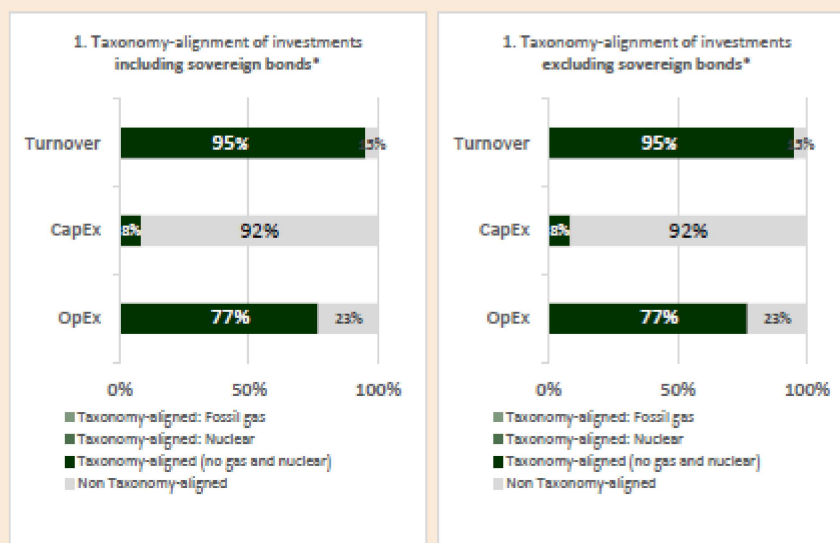 1. Taxonomy-alignment of investments
including sovereign bonds*
Turnover
95%
CapEx
8%
92%
OpEx
77%
23%
0%
50%
100%
Taxonomy-aligned: Fossil gas
Taxonomy-aligned: Nuclear
Taxonomy-aligned (no gas and nuclear)
Non Taxonomy-aligned
1. Taxonomy-alignment of investments
excluding sovereign bonds*
Turnover
95%
CapEx
8%
92%
OpEx
77%
23%
0%
50%
100%
Taxonomy-aligned: Fossil gas
Taxonomy-aligned: Nuclear
Taxonomy-aligned (no gas and nuclear)
Non Taxonomy-aligned